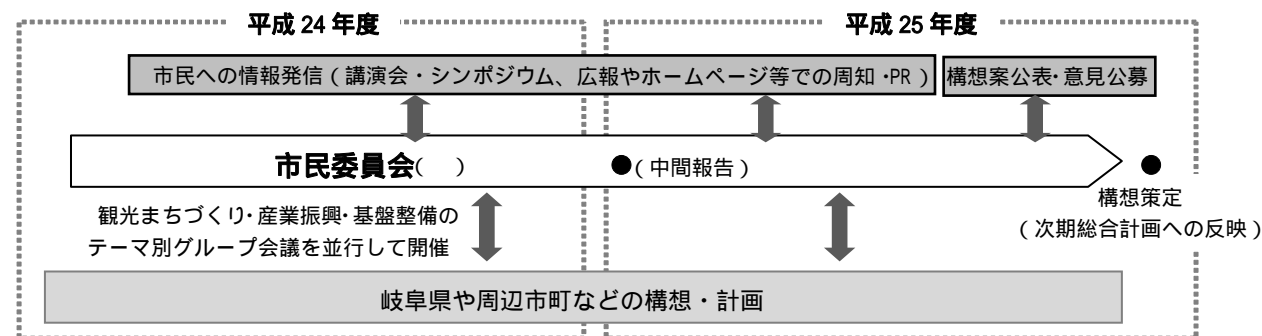 平成 24 年度
平成 25 年度
市民への情報発信（講演会・シンポジウム、広報やホームページ等での周知・PR）
構想案公表・意見公募
市民委員会(　)
●(中間報告)
●
観光まちづくり・産業振興・基盤整備の
テーマ別グループ会議を並行して開催
構想策定
(次期総合計画への反映)
岐阜県や周辺市町などの構想・計画